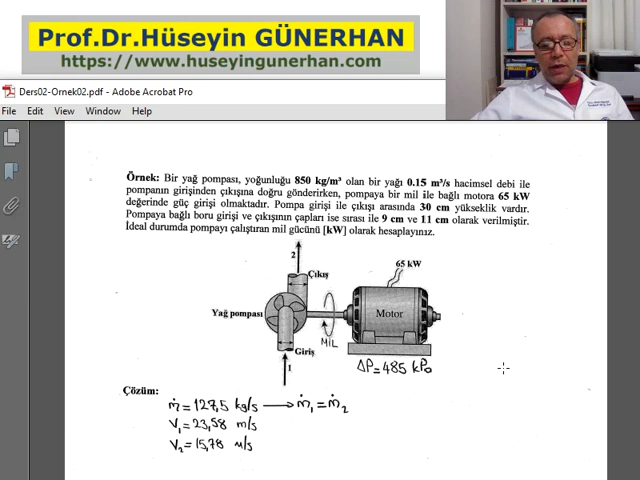 Prof.Dr.Hüseyin GÜNERHAN
https://www.huseyingunerhan.com
Ders02-Ornek02.pdf - Adobe Acrobat Pro
File Edit View Window Help
Örnek: Bir yağ pompası, yoğunluğu 850 kg/m³ olan bir yağı 0.15 m³/s hacimsel debi ile
pompanın girişinden çıkışına doğru gönderirken, pompaya bir mil ile bağlı motora 65 kW
değerinde güç girişi olmaktadır. Pompa girişi ile çıkışı arasında 30 cm yükseklik vardır.
Pompaya bağlı boru girişi ve çıkışının çapları ise sırası ile 9 cm ve 11 cm olarak verilmiştir.
İdeal durumda pompayı çalıştıran mil gücünü [kW] olarak hesaplayınız.
2
Çıkış
65 kW
Yağ pompası
Motor
MİL
Giriş
1
ΔP=485 kPa
Çözüm:
ṁ = 127,5 kg/s → ṁ₁ = ṁ₂
V₁ = 23,58 m/s
V₂ = 15,78 m/s